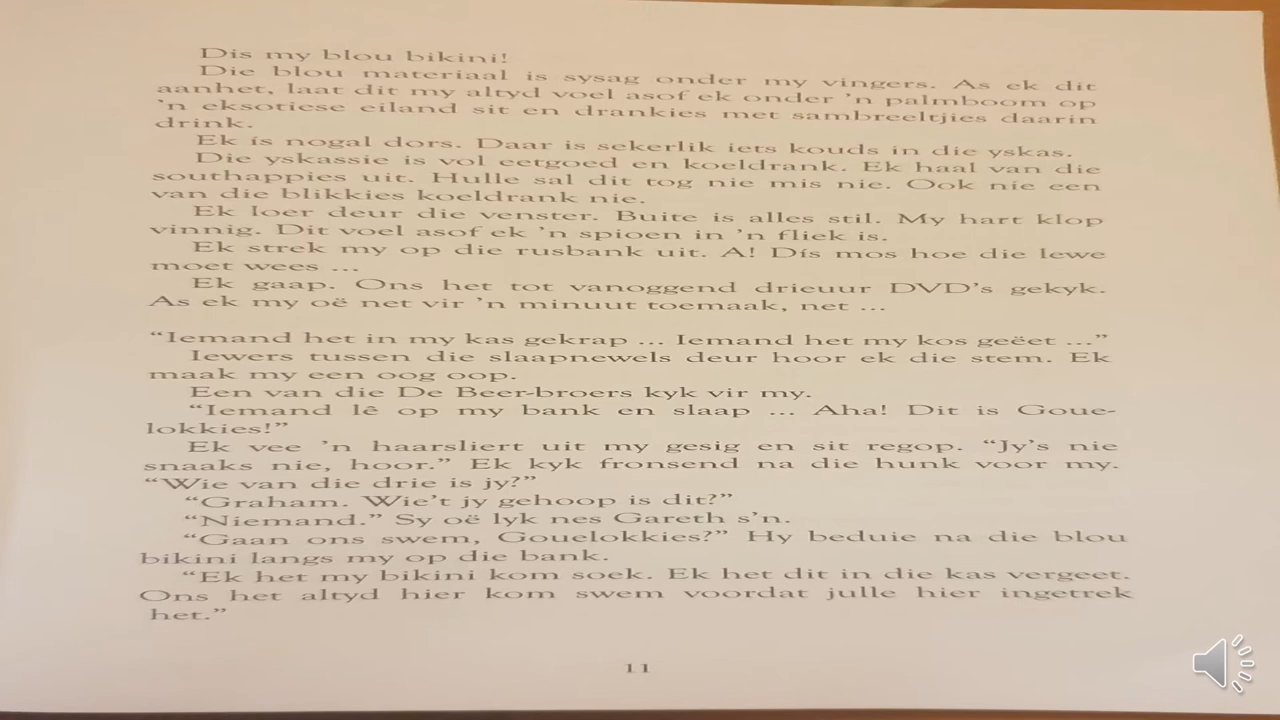 Dis my blou bikini!
Die blou materiaal is sysag onder my vingers. As ek dit
aanhet, laat dit my altyd voel asof ek onder 'n palmboom op
'n eksotiese eiland sit en drankies met sambreeltjies daarin
drink.
Ek ís nogal dors. Daar is sekerlik iets kouds in die yskas.
Die yskassie is vol eetgoed en koeldrank. Ek haal van die
southappies uit. Hulle sal dit tog nie mis nie. Ook nie een
van die blikkies koeldrank nie.
Ek loer deur die venster. Buite is alles stil. My hart klop
vinnig. Dit voel asof ek 'n spioen in 'n fliek is.
Ek strek my op die rusbank uit. A! Dís mos hoe die lewe
moet wees ...
Ek gaap. Ons het tot vanoggend drieuur DVD's gekyk.
As ek my oë net vir 'n minuut toemaak, net ...
“Iemand het in my kas gekrap ... Iemand het my kos geëet ...”
Iewers tussen die slaapnewels deur hoor ek die stem. Ek
maak my een oog oop.
Een van die De Beer-broers kyk vir my.
“Iemand lê op my bank en slaap ... Aha! Dit is Goue-
lokkies!”
Ek vee 'n haarsliert uit my gesig en sit regop. “Jy's nie
snaaks nie, hoor.” Ek kyk fronsend na die hunk voor my.
“Wie van die drie is jy?”
“Graham. Wie't jy gehoop is dit?”
“Niemand.” Sy oë lyk nes Gareth s'n.
“Gaan ons swem, Gouelokkies?” Hy beduie na die blou
bikini langs my op die bank.
“Ek het my bikini kom soek. Ek het dit in die kas vergeet.
Ons het altyd hier kom swem voordat julle hier ingetrek
het.”
11